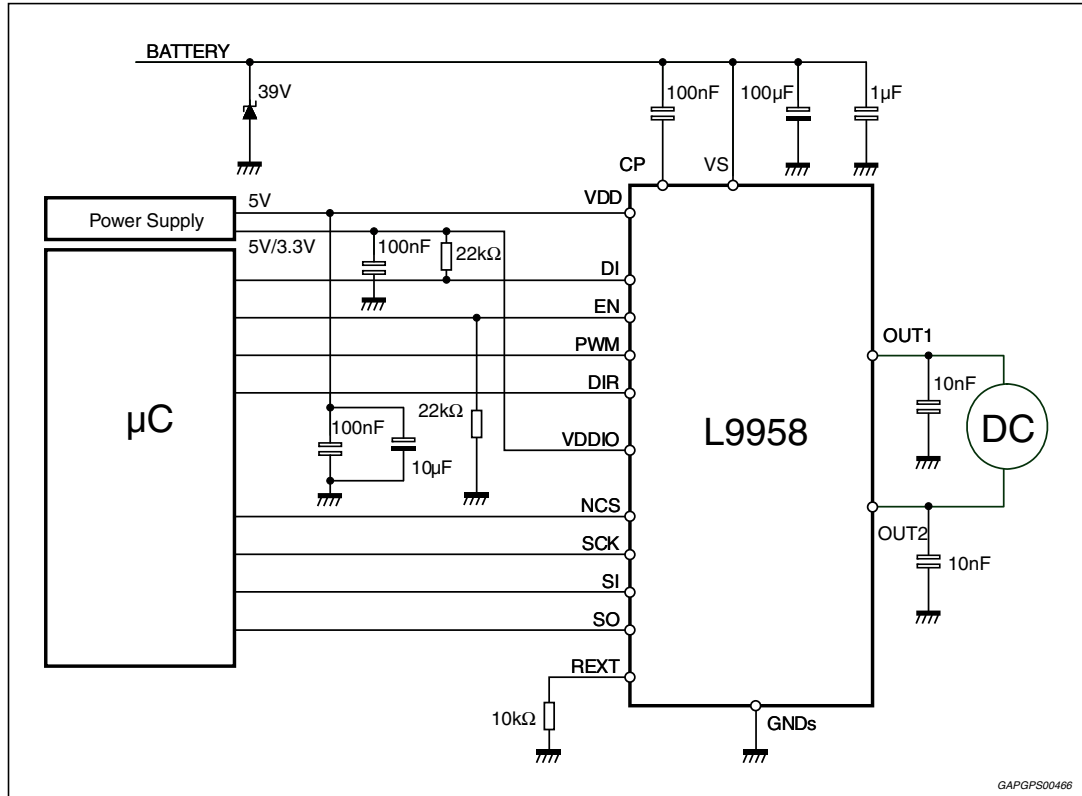 BATTERY
39V
100nF
100µF
1µF
CP
VS
Power Supply
5V
VDD
5V/3.3V
100nF
22kΩ
DI
EN
PWM
DIR
OUT1
µC
100nF
10µF
22kΩ
VDDIO
L9958
10nF
DC
NCS
OUT2
SCK
10nF
SI
SO
REXT
10kΩ
GNDs
GAPGPS00466